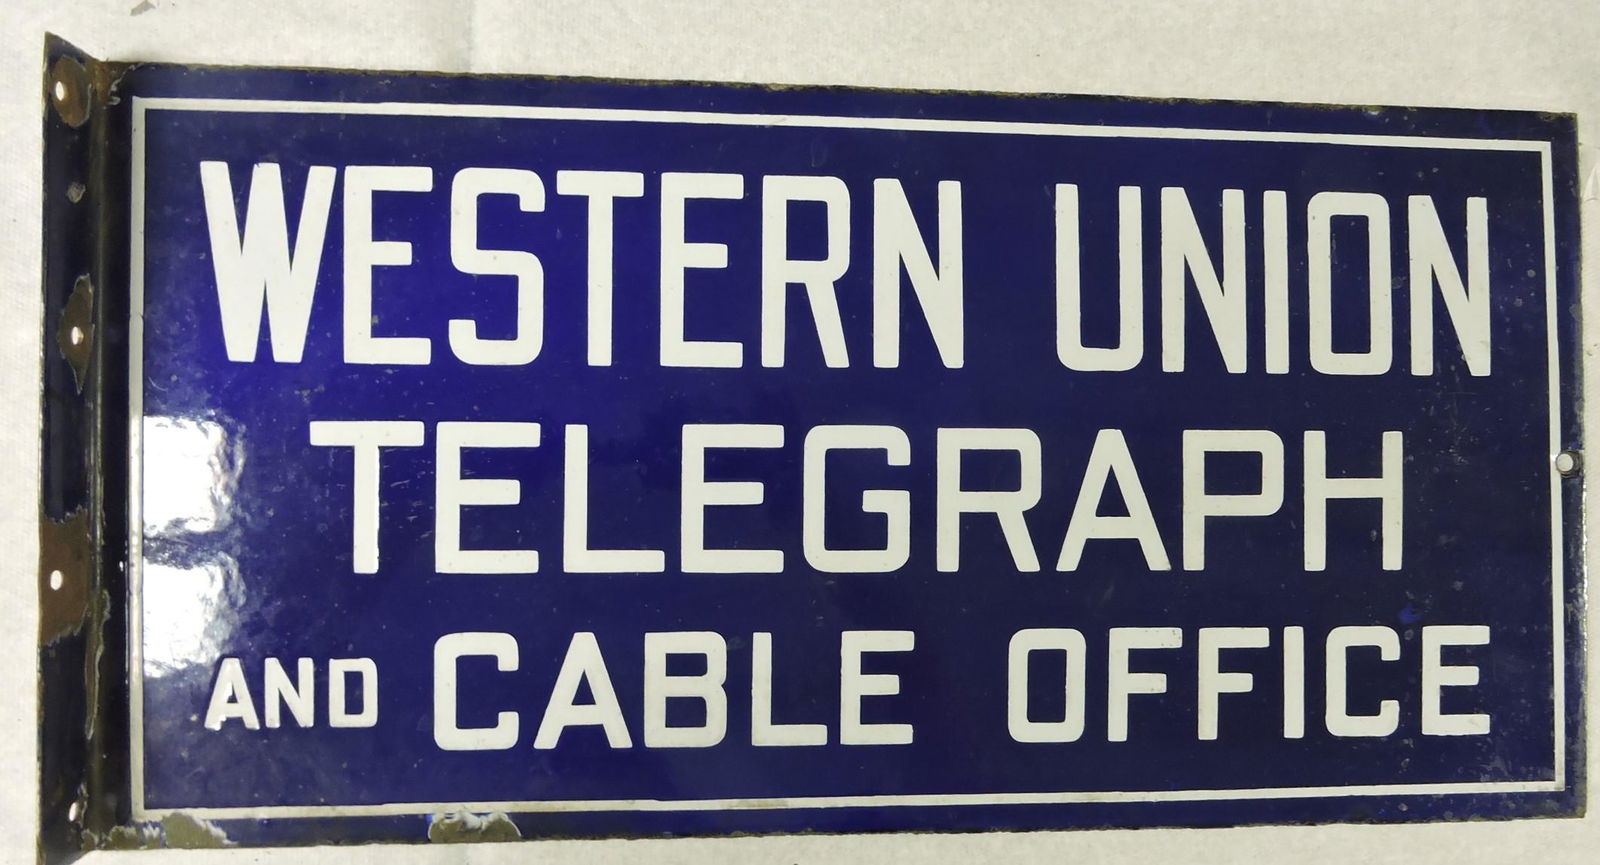 WESTERN UNION
TELEGRAPH
AND CABLE OFFICE